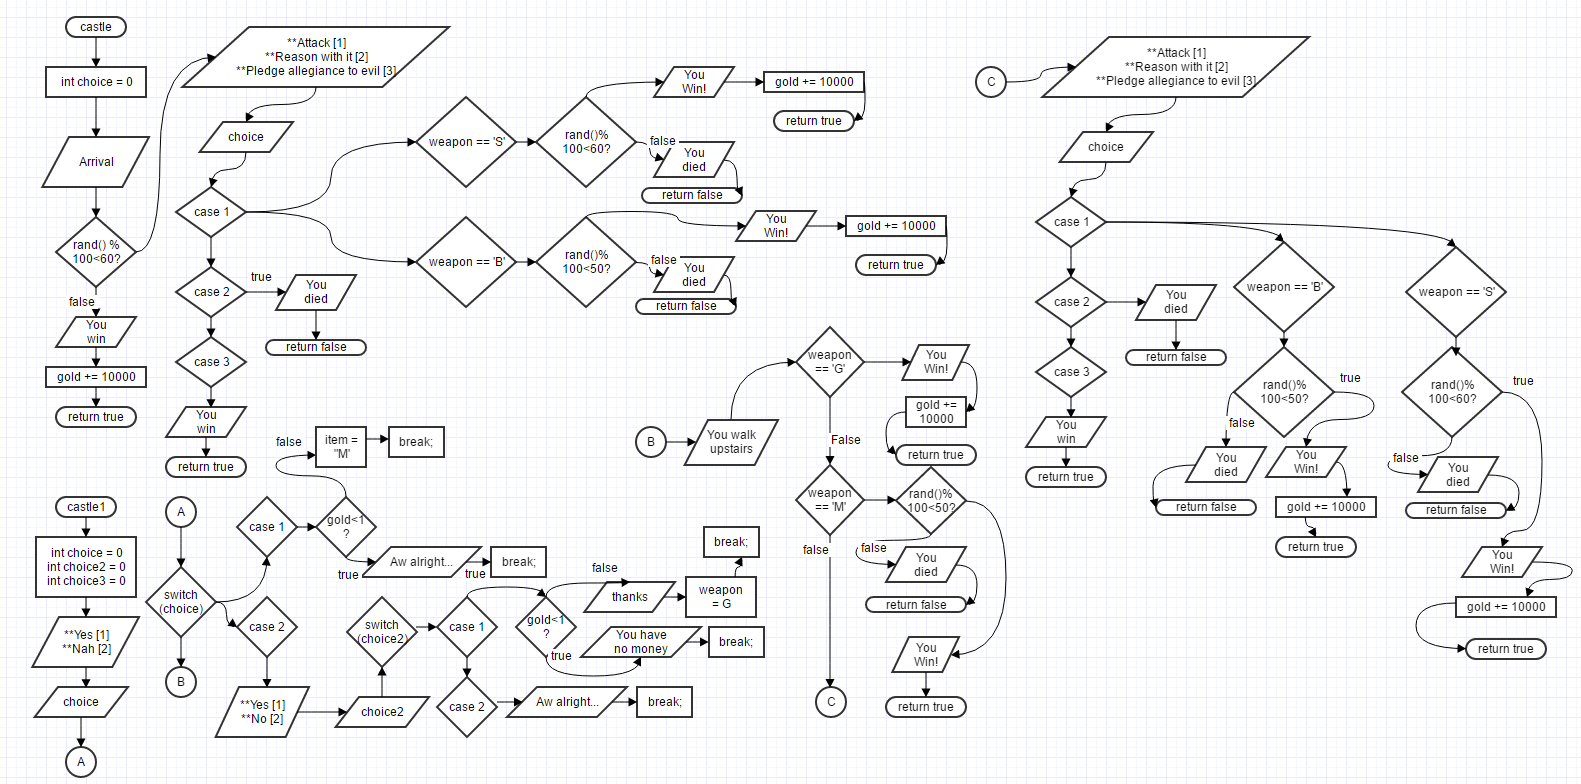 castle
int choice = 0
Arrival
rand() %
100<60?
false
You
win
gold += 10000
return true
**Attack [1]
**Reason with it [2]
**Pledge allegiance to evil [3]
choice
case 1
case 2
true
You
died
return false
case 3
You
win
return true
weapon == 'S'
rand()%
100<60?
You
Win!
gold += 10000
return true
false
You
died
return false
weapon == 'B'
rand()%
100<50?
You
Win!
gold += 10000
return true
false
You
died
return false
castle1
int choice = 0
int choice2 = 0
int choice3 = 0
**Yes [1]
**Nah [2]
choice
A
A
switch
(choice)
B
case 1
gold<1
?
false
item =
"M'
break;
true
Aw alright...
true
break;
case 2
**Yes [1]
**No [2]
choice2
switch
(choice2)
case 1
gold<1
?
false
thanks
weapon
= G
break;
true
You have
no money
break;
case 2
Aw alright...
break;
B
You walk
upstairs
weapon
== 'G'
You
Win!
gold +=
10000
return true
False
weapon
== 'M'
rand()%
100<50?
false
You
died
return false
You
Win!
return true
false
C
C
**Attack [1]
**Reason with it [2]
**Pledge allegiance to evil [3]
choice
case 1
case 2
You
died
return false
case 3
You
win
return true
weapon == 'B'
rand()%
100<50?
true
false
You
died
return false
You
Win!
gold += 10000
return true
weapon == 'S'
rand()%
100<60?
true
false
You
died
return false
You
Win!
gold += 10000
return true